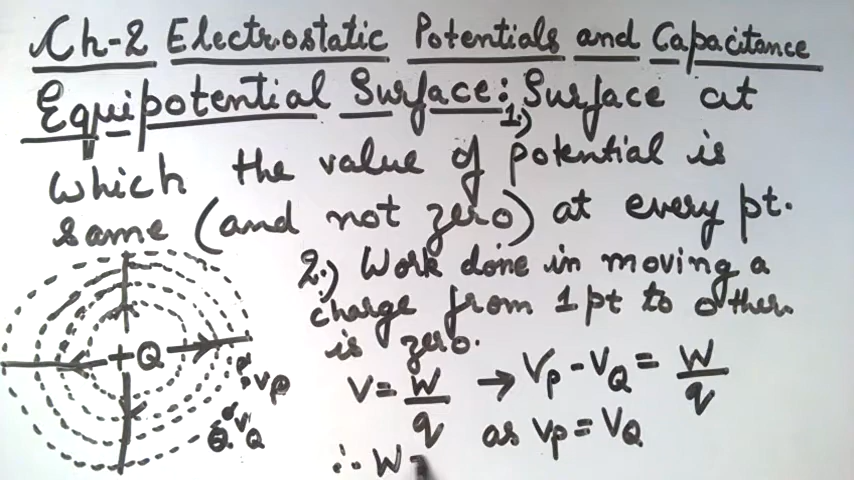 Ch-2 Electrostatic Potentials and Capacitance
Equipotential Surface: 1.) Surface at
which the value of potential is
same (and not zero) at every pt.
2.) Work done in moving a
charge from 1 pt to other
is zero.
+Q
V = W/q → Vp - VQ = W/q
Vp
VQ
as Vp = VQ
∴ W =